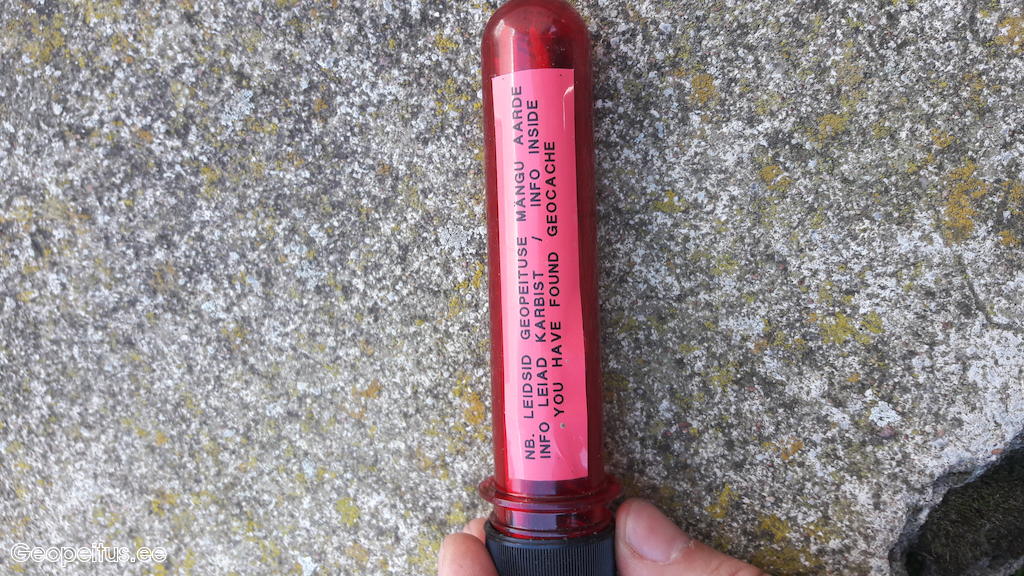 NB. LEIDSID GEOPEITUSE MÄNGU AARDE
INFO LEIAD KARBIST / INFO INSIDE
YOU HAVE FOUND GEOCACHE
Geopeitus.ee